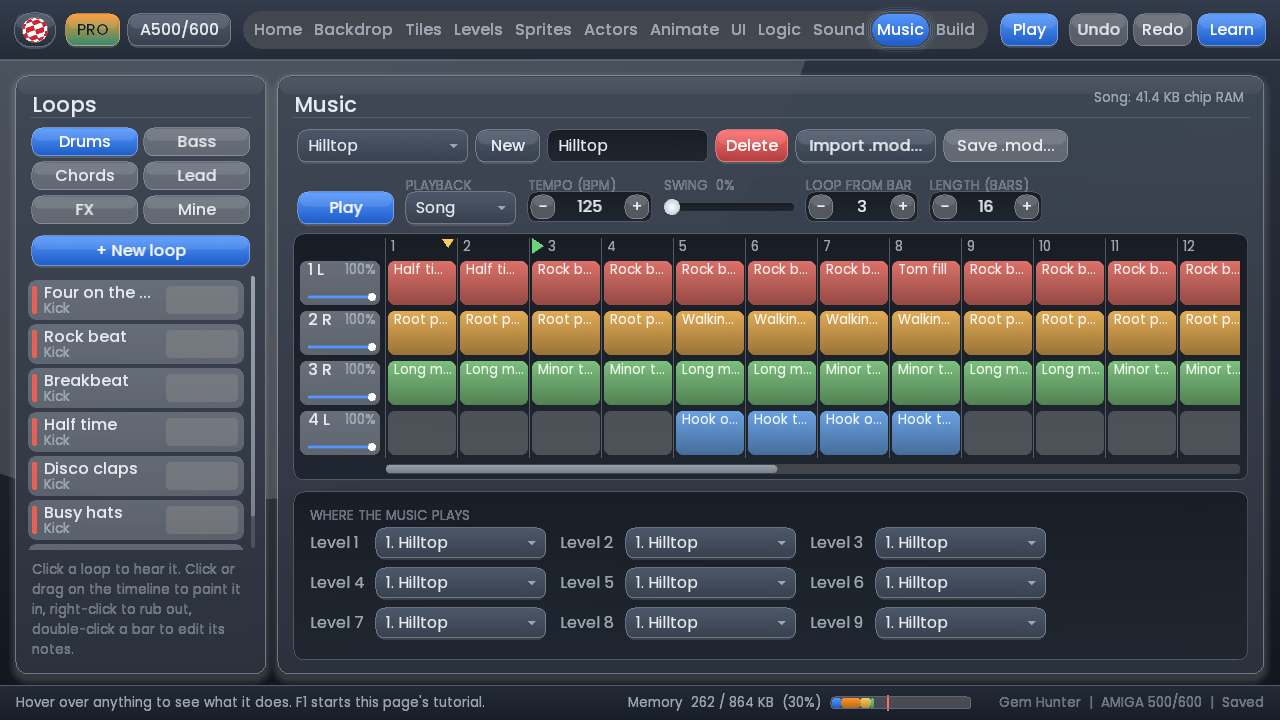 PRO A500/600 Home Backdrop Tiles Levels Sprites Actors Animate UI Logic Sound Music Build Play Undo Redo Learn
Loops
Drums Bass
Chords Lead
FX Mine
+ New loop
Four on the ...
Kick
Rock beat
Kick
Breakbeat
Kick
Half time
Kick
Disco claps
Kick
Busy hats
Kick
Click a loop to hear it. Click or
drag on the timeline to paint it
in, right-click to rub out,
double-click a bar to edit its
notes.
Music
Song: 41.4 KB chip RAM
Hilltop New Hilltop Delete Import .mod... Save .mod...
PLAYBACK TEMPO (BPM) SWING 0% LOOP FROM BAR LENGTH (BARS)
Play Song − 125 + − 3 + − 16 +
1 2 3 4 5 6 7 8 9 10 11 12
1 L 100% Half ti... Half ti... Rock b... Rock b... Rock b... Rock b... Rock b... Tom fill Rock b... Rock b... Rock b... Rock b...
2 R 100% Root p... Root p... Root p... Root p... Walkin... Walkin... Walkin... Walkin... Root p... Root p... Root p... Root p...
3 R 100% Long m... Long m... Minor t... Minor t... Long m... Long m... Minor t... Minor t... Long m... Long m... Minor t... Minor t...
4 L 100% Hook o... Hook t... Hook o... Hook t...
WHERE THE MUSIC PLAYS
Level 1 1. Hilltop Level 2 1. Hilltop Level 3 1. Hilltop
Level 4 1. Hilltop Level 5 1. Hilltop Level 6 1. Hilltop
Level 7 1. Hilltop Level 8 1. Hilltop Level 9 1. Hilltop
Hover over anything to see what it does. F1 starts this page's tutorial.
Memory 262 / 864 KB (30%)
Gem Hunter | AMIGA 500/600 | Saved